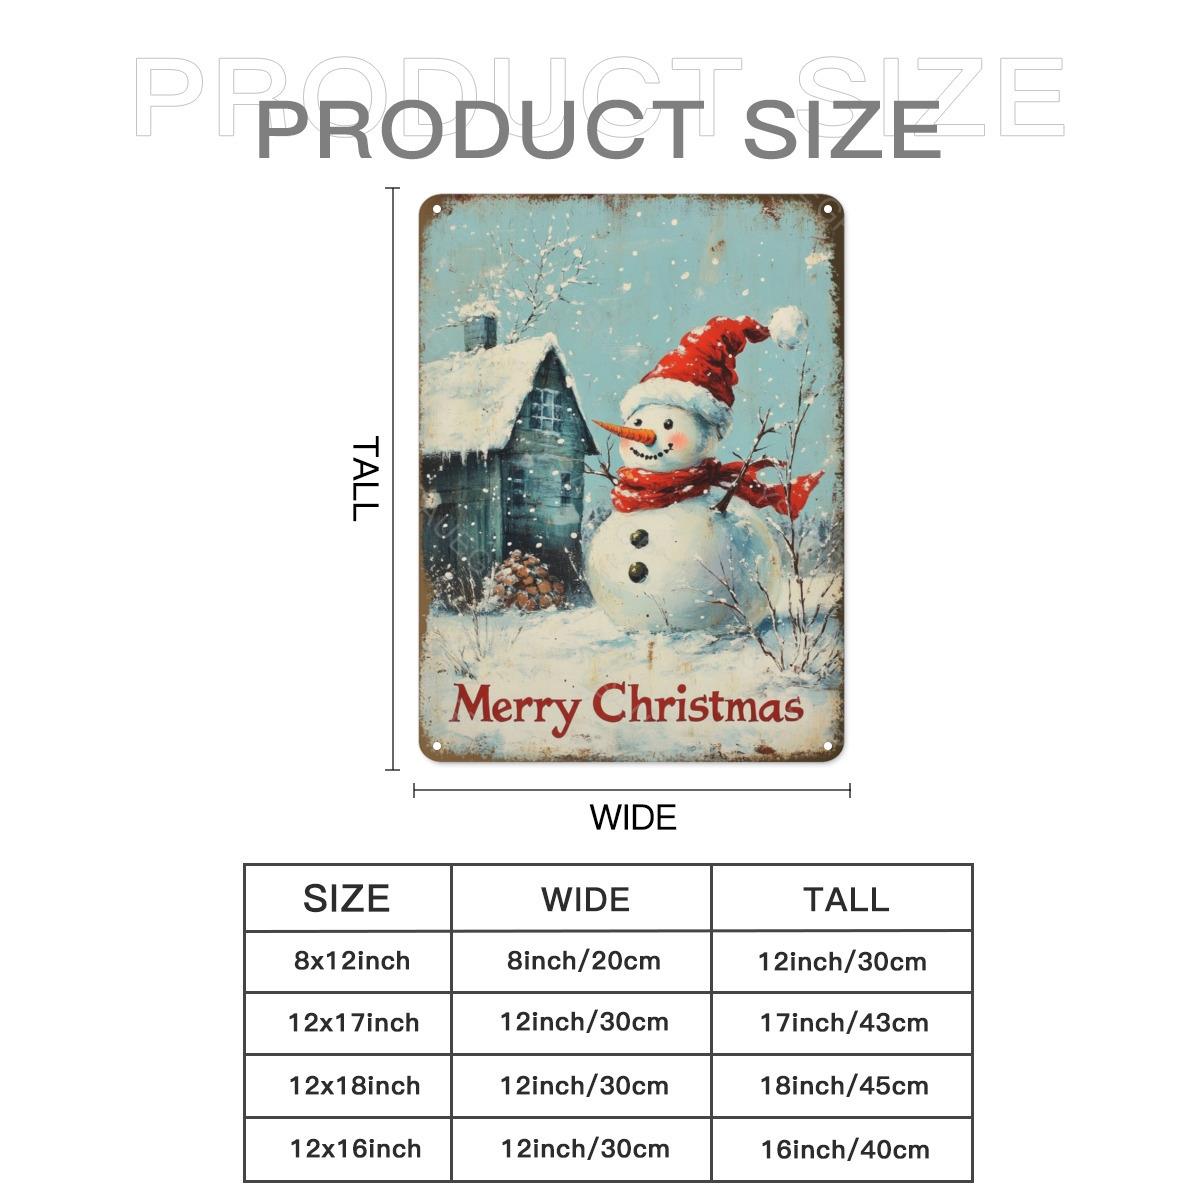 PRODUCT SIZE
PRODUCT SIZE
TALL
Merry Christmas
WIDE
SIZE WIDE TALL
8x12inch 8inch/20cm 12inch/30cm
12x17inch 12inch/30cm 17inch/43cm
12x18inch 12inch/30cm 18inch/45cm
12x16inch 12inch/30cm 16inch/40cm